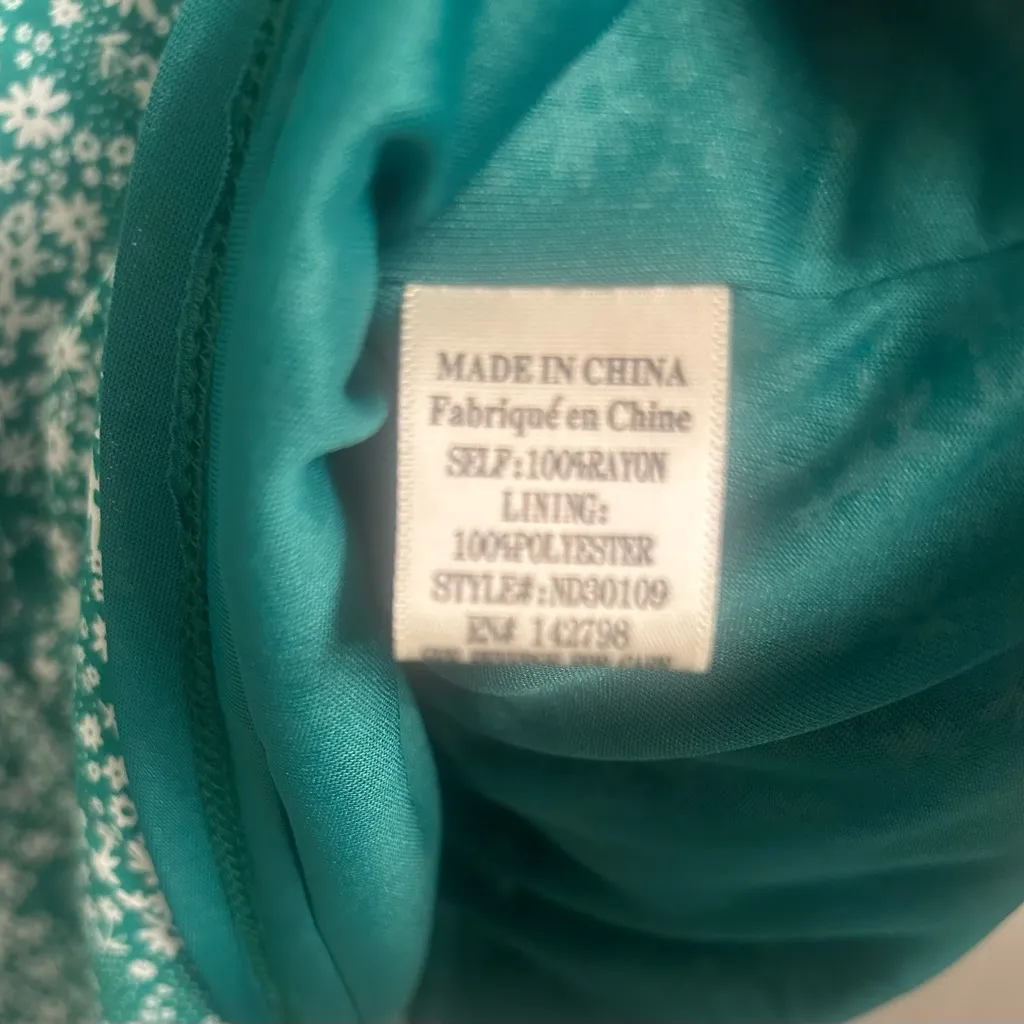 MADE IN CHINA
Fabriqué en Chine
SELF:100%RAYON
LINING:
100%POLYESTER
STYLE#:ND30109
RN# 142798